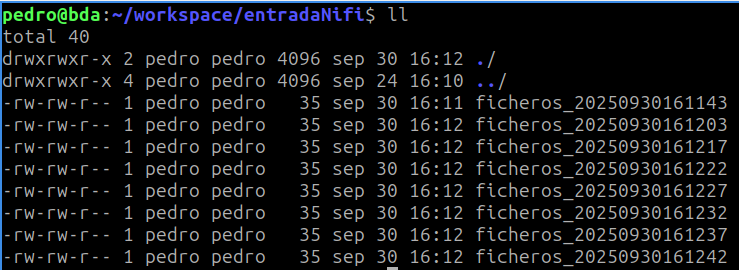 pedro@bda:~/workspace/entradaNifi$ ll
total 40
drwxrwxr-x 2 pedro pedro 4096 sep 30 16:12 ./
drwxrwxr-x 4 pedro pedro 4096 sep 24 16:10 ../
-rw-rw-r-- 1 pedro pedro   35 sep 30 16:11 ficheros_20250930161143
-rw-rw-r-- 1 pedro pedro   35 sep 30 16:12 ficheros_20250930161203
-rw-rw-r-- 1 pedro pedro   35 sep 30 16:12 ficheros_20250930161217
-rw-rw-r-- 1 pedro pedro   35 sep 30 16:12 ficheros_20250930161222
-rw-rw-r-- 1 pedro pedro   35 sep 30 16:12 ficheros_20250930161227
-rw-rw-r-- 1 pedro pedro   35 sep 30 16:12 ficheros_20250930161232
-rw-rw-r-- 1 pedro pedro   35 sep 30 16:12 ficheros_20250930161237
-rw-rw-r-- 1 pedro pedro   35 sep 30 16:12 ficheros_20250930161242